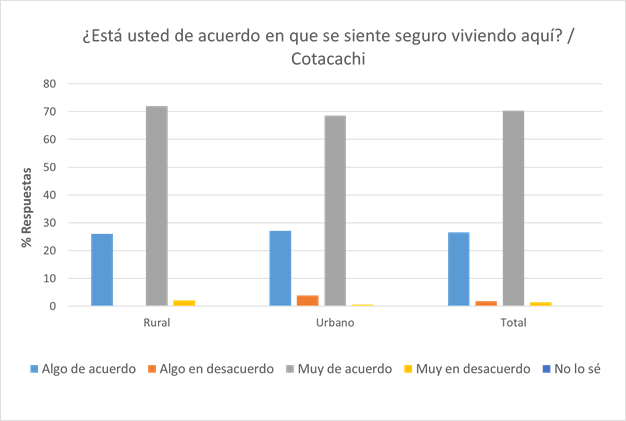 ¿Está usted de acuerdo en que se siente seguro viviendo aquí? /
Cotacachi
% Respuestas
80
70
60
50
40
30
20
10
0
Rural
Urbano
Total
Algo de acuerdo
Algo en desacuerdo
Muy de acuerdo
Muy en desacuerdo
No lo sé